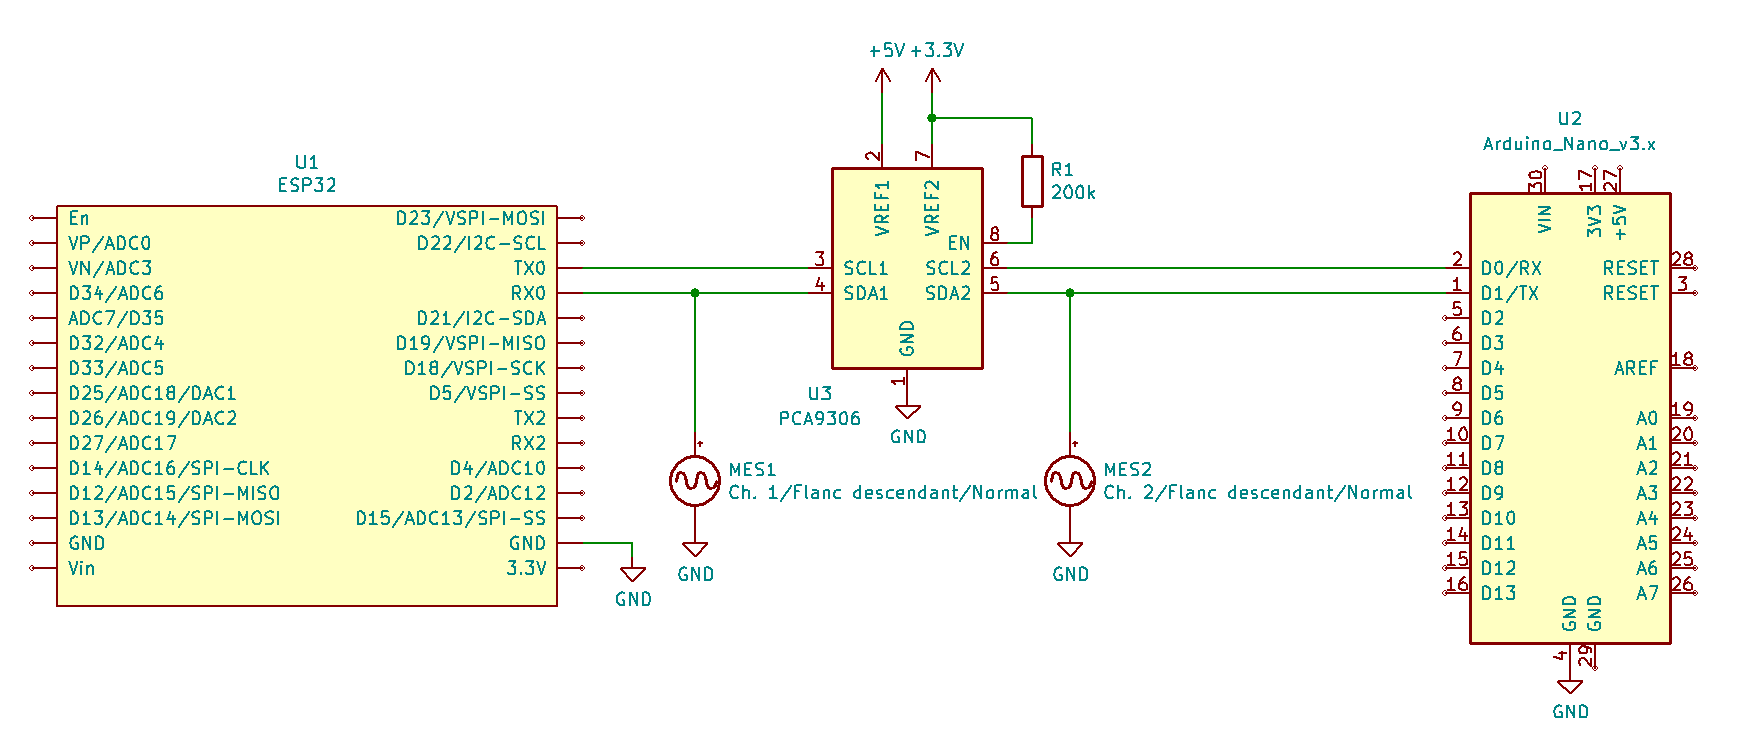 +5V
+3.3V
U1
ESP32
En
VP/ADC0
VN/ADC3
D34/ADC6
ADC7/D35
D32/ADC4
D33/ADC5
D25/ADC18/DAC1
D26/ADC19/DAC2
D27/ADC17
D14/ADC16/SPI-CLK
D12/ADC15/SPI-MISO
D13/ADC14/SPI-MOSI
GND
Vin
D23/VSPI-MOSI
D22/I2C-SCL
TX0
RX0
D21/I2C-SDA
D19/VSPI-MISO
D18/VSPI-SCK
D5/VSPI-SS
TX2
RX2
D4/ADC10
D2/ADC12
D15/ADC13/SPI-SS
GND
3.3V
GND
2
7
VREF1
VREF2
3
SCL1
4
SDA1
EN
8
SCL2
6
SDA2
5
GND
1
U3
PCA9306
GND
R1
200k
MES1
Ch. 1/Flanc descendant/Normal
GND
MES2
Ch. 2/Flanc descendant/Normal
GND
U2
Arduino_Nano_v3.x
30
17
27
VIN
3V3
+5V
2
D0/RX
1
D1/TX
5
D2
6
D3
7
D4
8
D5
9
D6
10
D7
11
D8
12
D9
13
D10
14
D11
15
D12
16
D13
RESET
28
RESET
3
AREF
18
A0
19
A1
20
A2
21
A3
22
A4
23
A5
24
A6
25
A7
26
GND
GND
4
29
GND